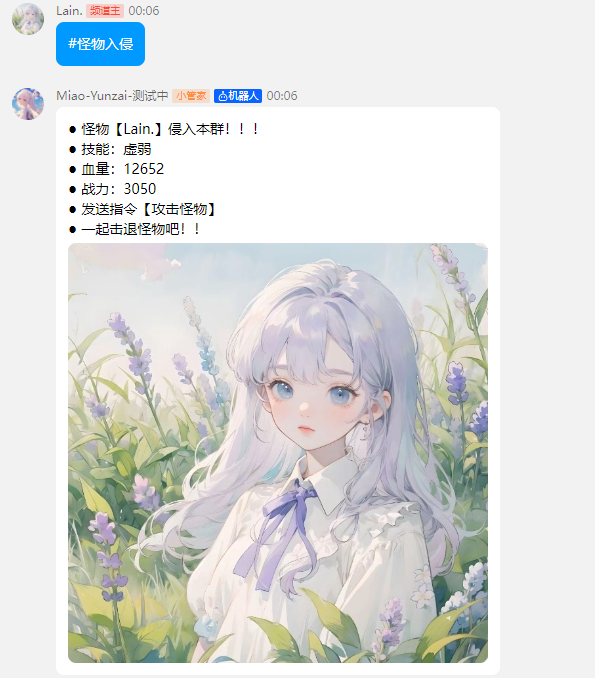 Lain. 频道主 00:06
#怪物入侵
Miao-Yunzai-测试中 小管家 机器人 00:06
● 怪物【Lain.】侵入本群！！！
● 技能：虚弱
● 血量：12652
● 战力：3050
● 发送指令【攻击怪物】
● 一起击退怪物吧！！